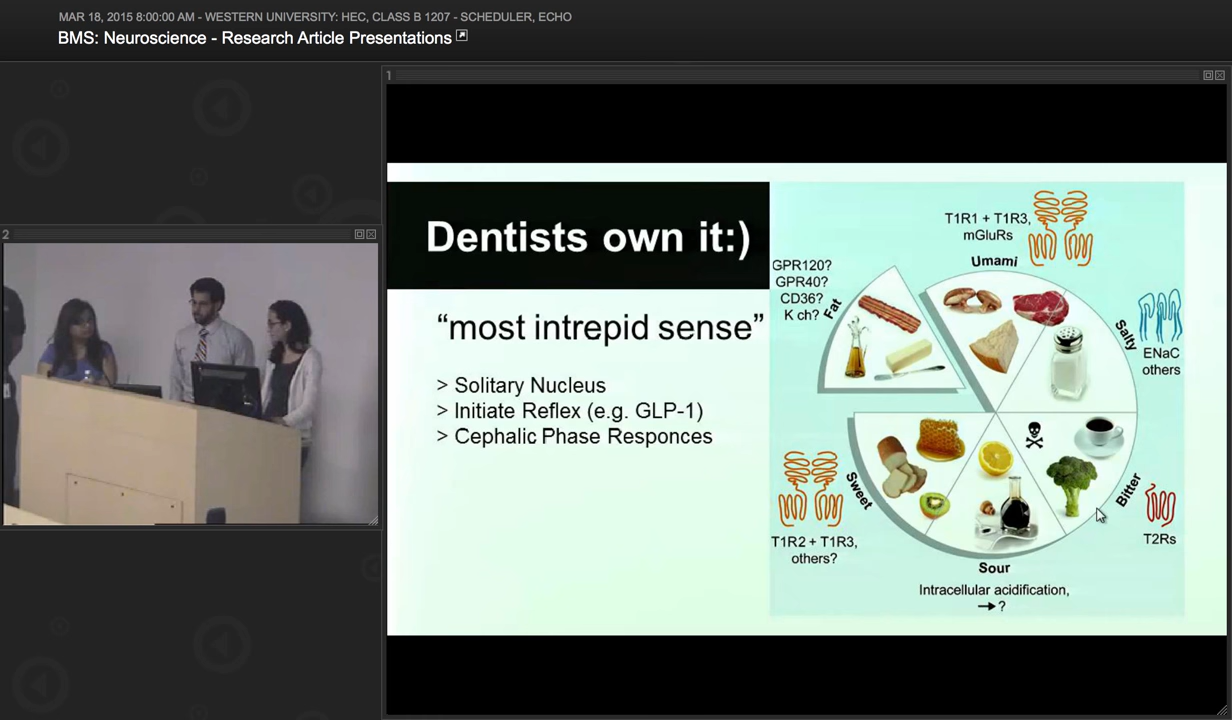 MAR 18, 2015 8:00:00 AM - WESTERN UNIVERSITY: HEC, CLASS B 1207 - SCHEDULER, ECHO
BMS: Neuroscience - Research Article Presentations
1
2
Dentists own it:)
“most intrepid sense”
> Solitary Nucleus
> Initiate Reflex (e.g. GLP-1)
> Cephalic Phase Responces
T1R1 + T1R3,
mGluRs
Umami
GPR120?
GPR40?
CD36?
K ch?
Fat
Salty
ENaC
others
Sweet
T1R2 + T1R3,
others?
Bitter
T2Rs
Sour
Intracellular acidification,
→ ?